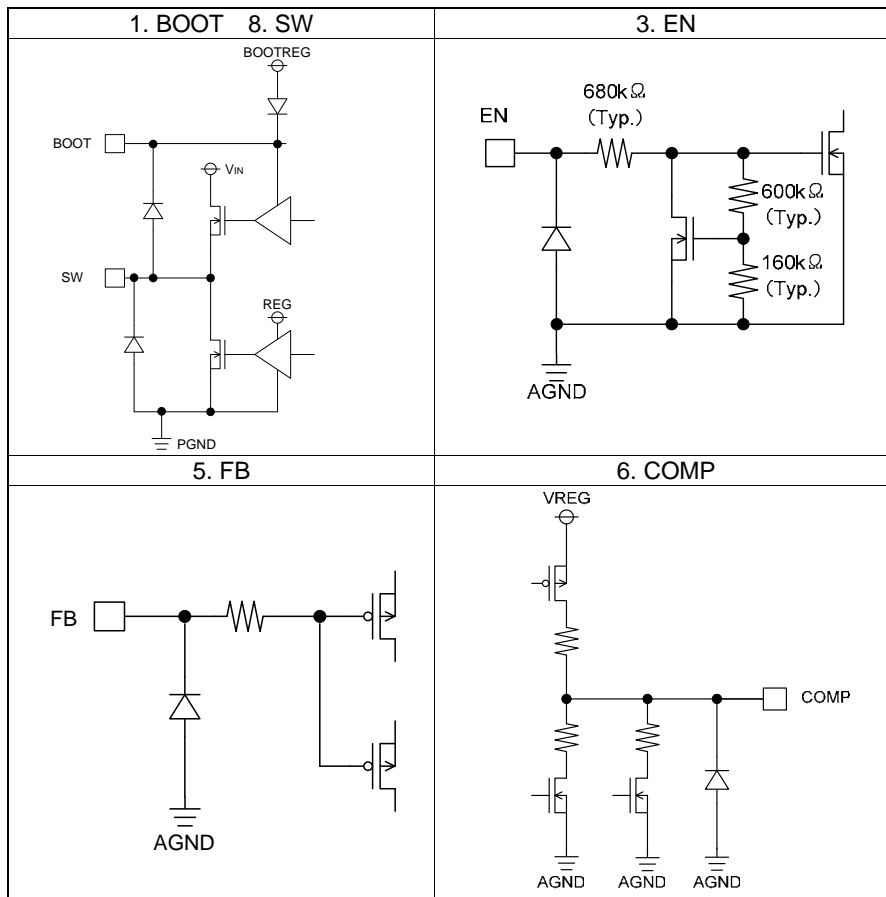 1. BOOT 8. SW
BOOTREG
BOOT
VIN
SW
REG
PGND
3. EN
680kΩ
(Typ.)
EN
600kΩ
(Typ.)
160kΩ
(Typ.)
AGND
5. FB
FB
AGND
6. COMP
VREG
COMP
AGND AGND AGND